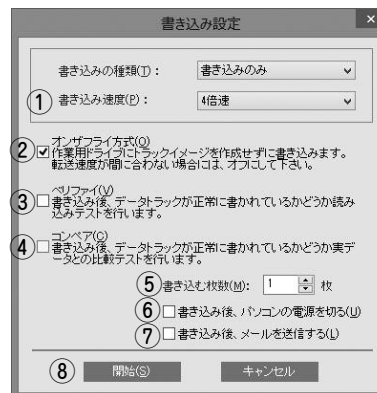 書き込み設定
×
書き込みの種類(T)： 書き込みのみ
① 書き込み速度(P)： 4倍速
② オンザフライ方式(O)
作業用ドライブにトラックイメージを作成せずに書き込みます。
転送速度が間に合わない場合には、オフにして下さい。
③ ベリファイ(V)
書き込み後、データトラックが正常に書かれているかどうか読み
込みテストを行います。
④ コンペア(C)
書き込み後、データトラックが正常に書かれているかどうか実デ
ータとの比較テストを行います。
⑤ 書き込む枚数(M): 1 枚
⑥ 書き込み後、パソコンの電源を切る(U)
⑦ 書き込み後、メールを送信する(L)
⑧ 開始(S) キャンセル